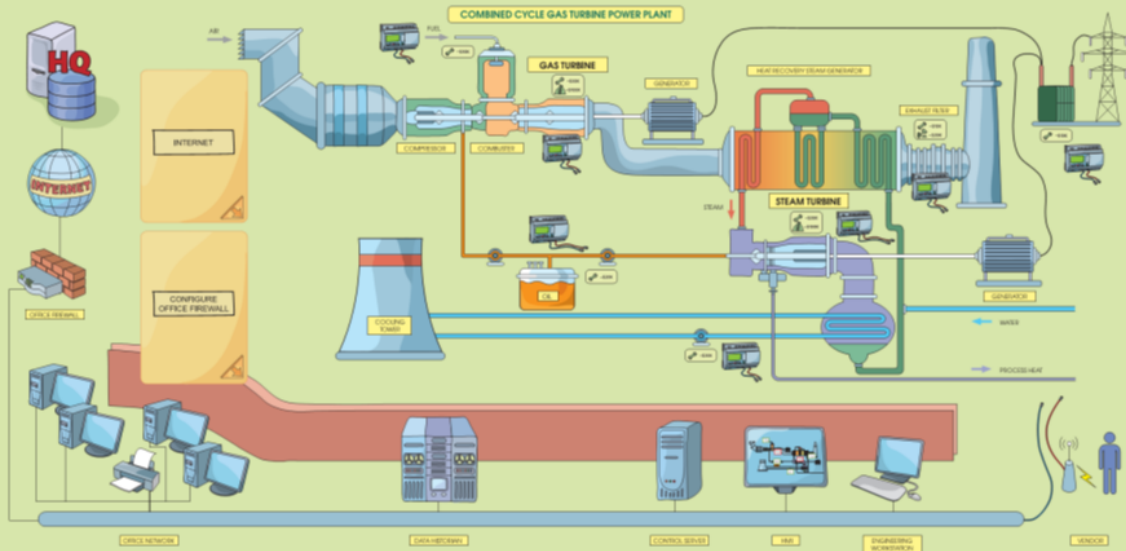 COMBINED CYCLE GAS TURBINE POWER PLANT
AIR
FUEL
GAS TURBINE
GENERATOR
HEAT RECOVERY STEAM GENERATOR
EXHAUST FILTER
HQ
INTERNET
COMPRESSOR
COMBUSTER
INTERNET
STEAM
STEAM TURBINE
OIL
GENERATOR
CONFIGURE
OFFICE FIREWALL
OFFICE FIREWALL
COOLING
TOWER
WATER
PROCESS HEAT
OFFICE NETWORK
DATA HISTORIAN
CONTROL SERVER
HMI
ENGINEERING
WORKSTATION
VENDOR